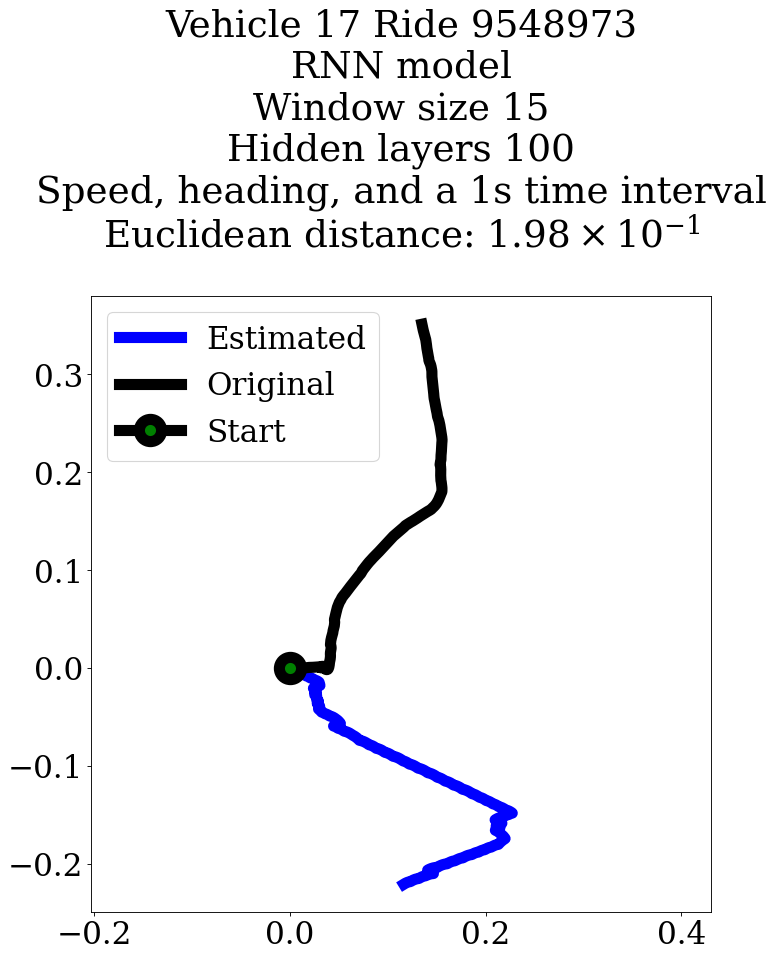 Vehicle 17 Ride 9548973
RNN model
Window size 15
Hidden layers 100
Speed, heading, and a 1s time interval
Euclidean distance: 1.98 × 10⁻¹
Estimated
Original
Start
0.3
0.2
0.1
0.0
−0.1
−0.2
−0.2 0.0 0.2 0.4